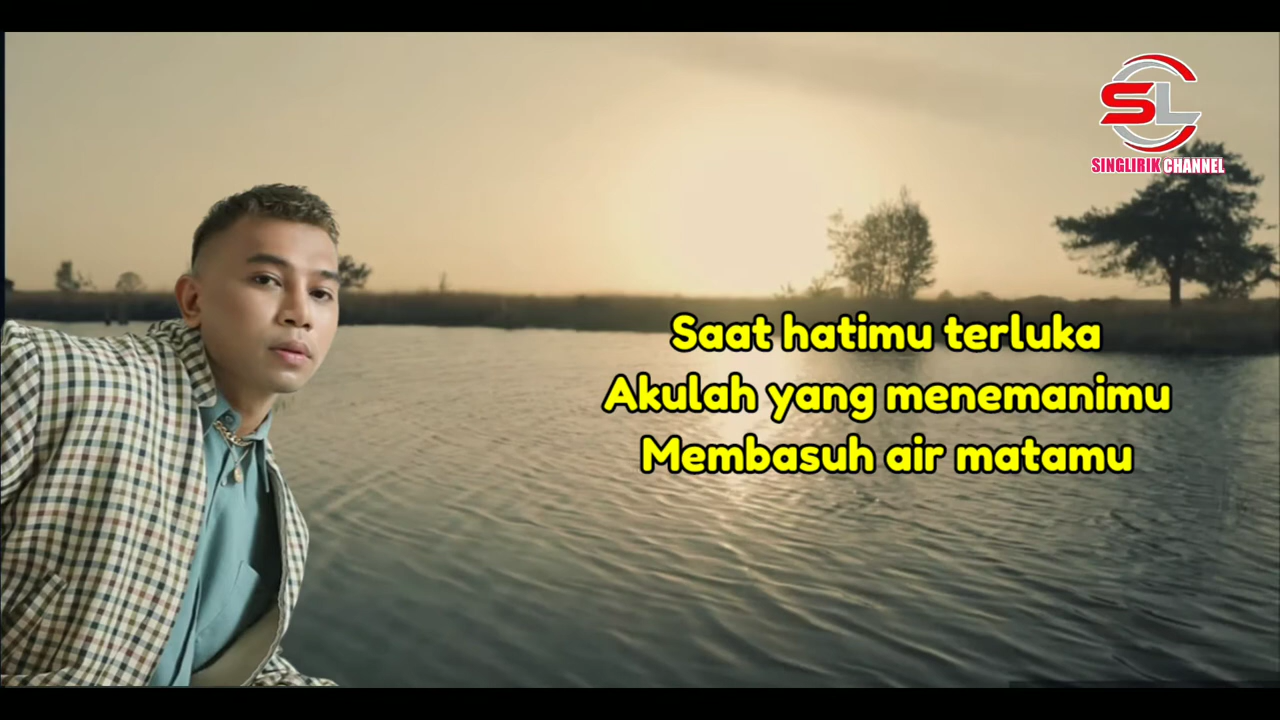 SL
SINGLIRIK CHANNEL
Saat hatimu terluka
Akulah yang menemanimu
Membasuh air matamu